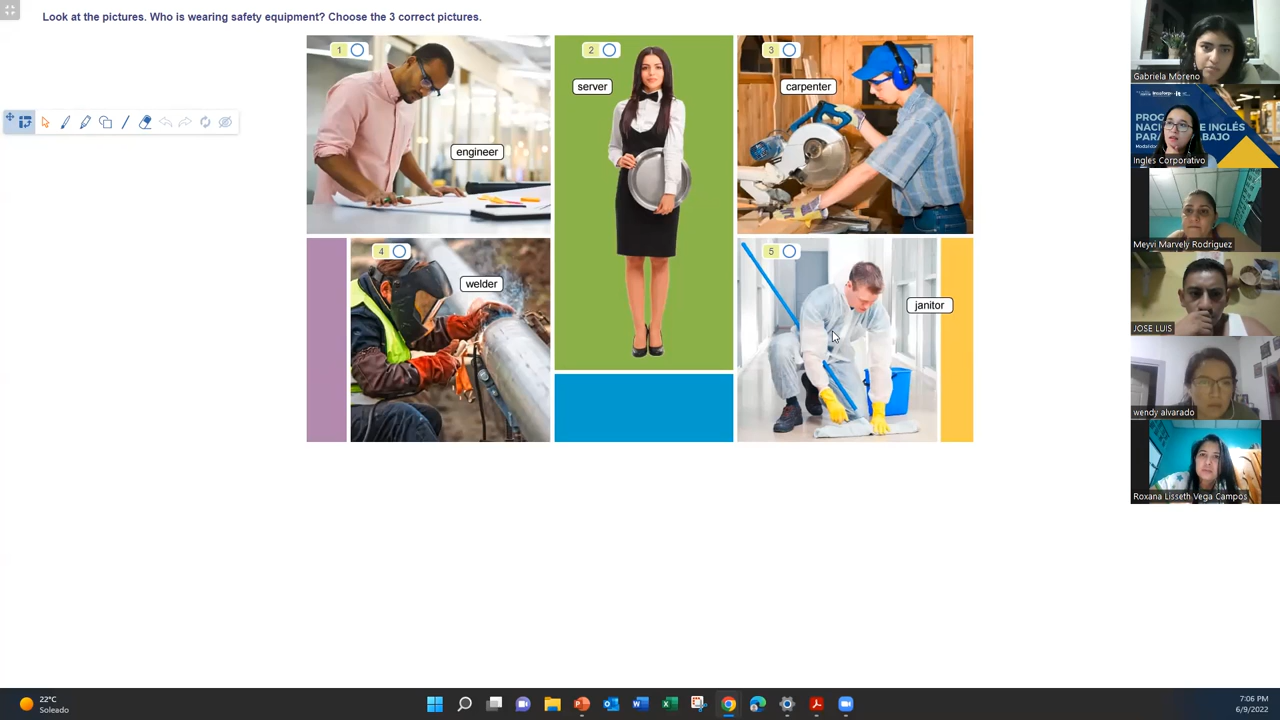 Look at the pictures. Who is wearing safety equipment? Choose the 3 correct pictures.
1
engineer
2
server
3
carpenter
4
welder
5
janitor
Gabriela Moreno
Ingles Corporativo
Meyvi Marvely Rodriguez
JOSE LUIS
wendy alvarado
Roxana Lisseth Vega Campos
22°C
Soleado
7:06 PM
6/9/2022